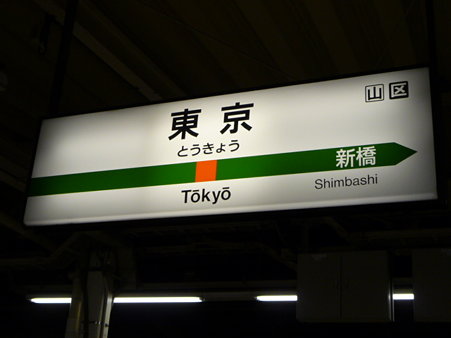 山 区
東京
とうきょう
新橋
Tōkyō
Shimbashi